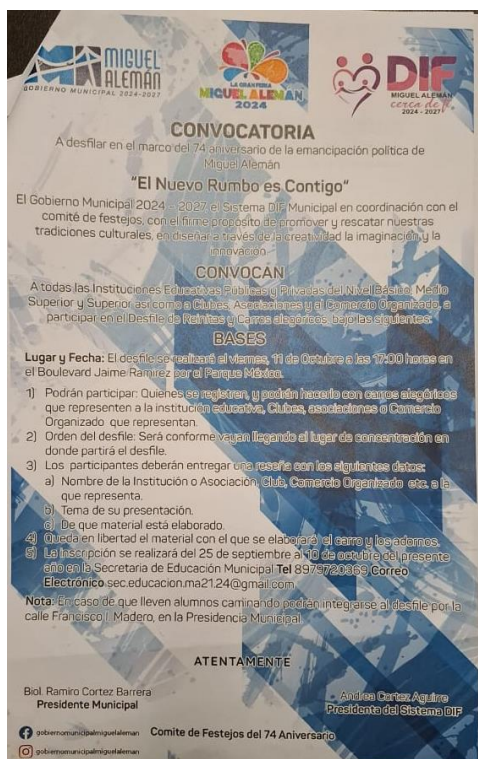 MIGUEL
ALEMÁN
GOBIERNO MUNICIPAL 2024-2027
LA GRAN FERIA
MIGUEL ALEMAN
2024
DIF
MIGUEL ALEMÁN
cerca de ti
2024 - 2027
CONVOCATORIA
A desfilar en el marco del 74 aniversario de la emancipación política de
Miguel Alemán
"El Nuevo Rumbo es Contigo"
El Gobierno Municipal 2024 - 2027, el Sistema DIF Municipal en coordinación con el
comité de festejos, con el firme propósito de promover y rescatar nuestras
tradiciones culturales, en diseñar a través de la creatividad la imaginación y la
innovación
CONVOCAN
A todas las Instituciones Educativas Públicas y Privadas del Nivel Básico, Medio
Superior y Superior así como a Clubes, Asociaciones y al Comercio Organizado, a
participar en el Desfile de Reinitas y Carros alegóricos, bajo las siguientes:
BASES
Lugar y Fecha: El desfile se realizará el viernes, 11 de Octubre a las 17:00 horas en
el Boulevard Jaime Ramírez por el Parque México.
1) Podrán participar: Quienes se registren, y podrán hacerlo con carros alegóricos
que representen a la institución educativa, Clubes, asociaciones o Comercio
Organizado que representan.
2) Orden del desfile: Será conforme vayan llegando al lugar de concentración en
donde partirá el desfile.
3) Los participantes deberán entregar una reseña con los siguientes datos:
a) Nombre de la Institución o Asociación, Club, Comercio Organizado etc. a la
que representa.
b) Tema de su presentación.
c) De que material está elaborado.
4) Queda en libertad el material con el que se elaborará el carro y los adornos.
5) La inscripción se realizará del 25 de septiembre al 10 de octubre del presente
año en la Secretaria de Educación Municipal Tel 8979720369 Correo
Electrónico sec.educacion.ma21.24@gmail.com
Nota: En caso de que lleven alumnos caminando podrán integrarse al desfile por la
calle Francisco I. Madero, en la Presidencia Municipal
ATENTAMENTE
Biol. Ramiro Cortez Barrera
Presidente Municipal
Andrea Cortez Aguirre
Presidenta del Sistema DIF
gobiernomunicipalmiguelaleman
Comite de Festejos del 74 Aniversario
gobiernomunicipalmiguelaleman